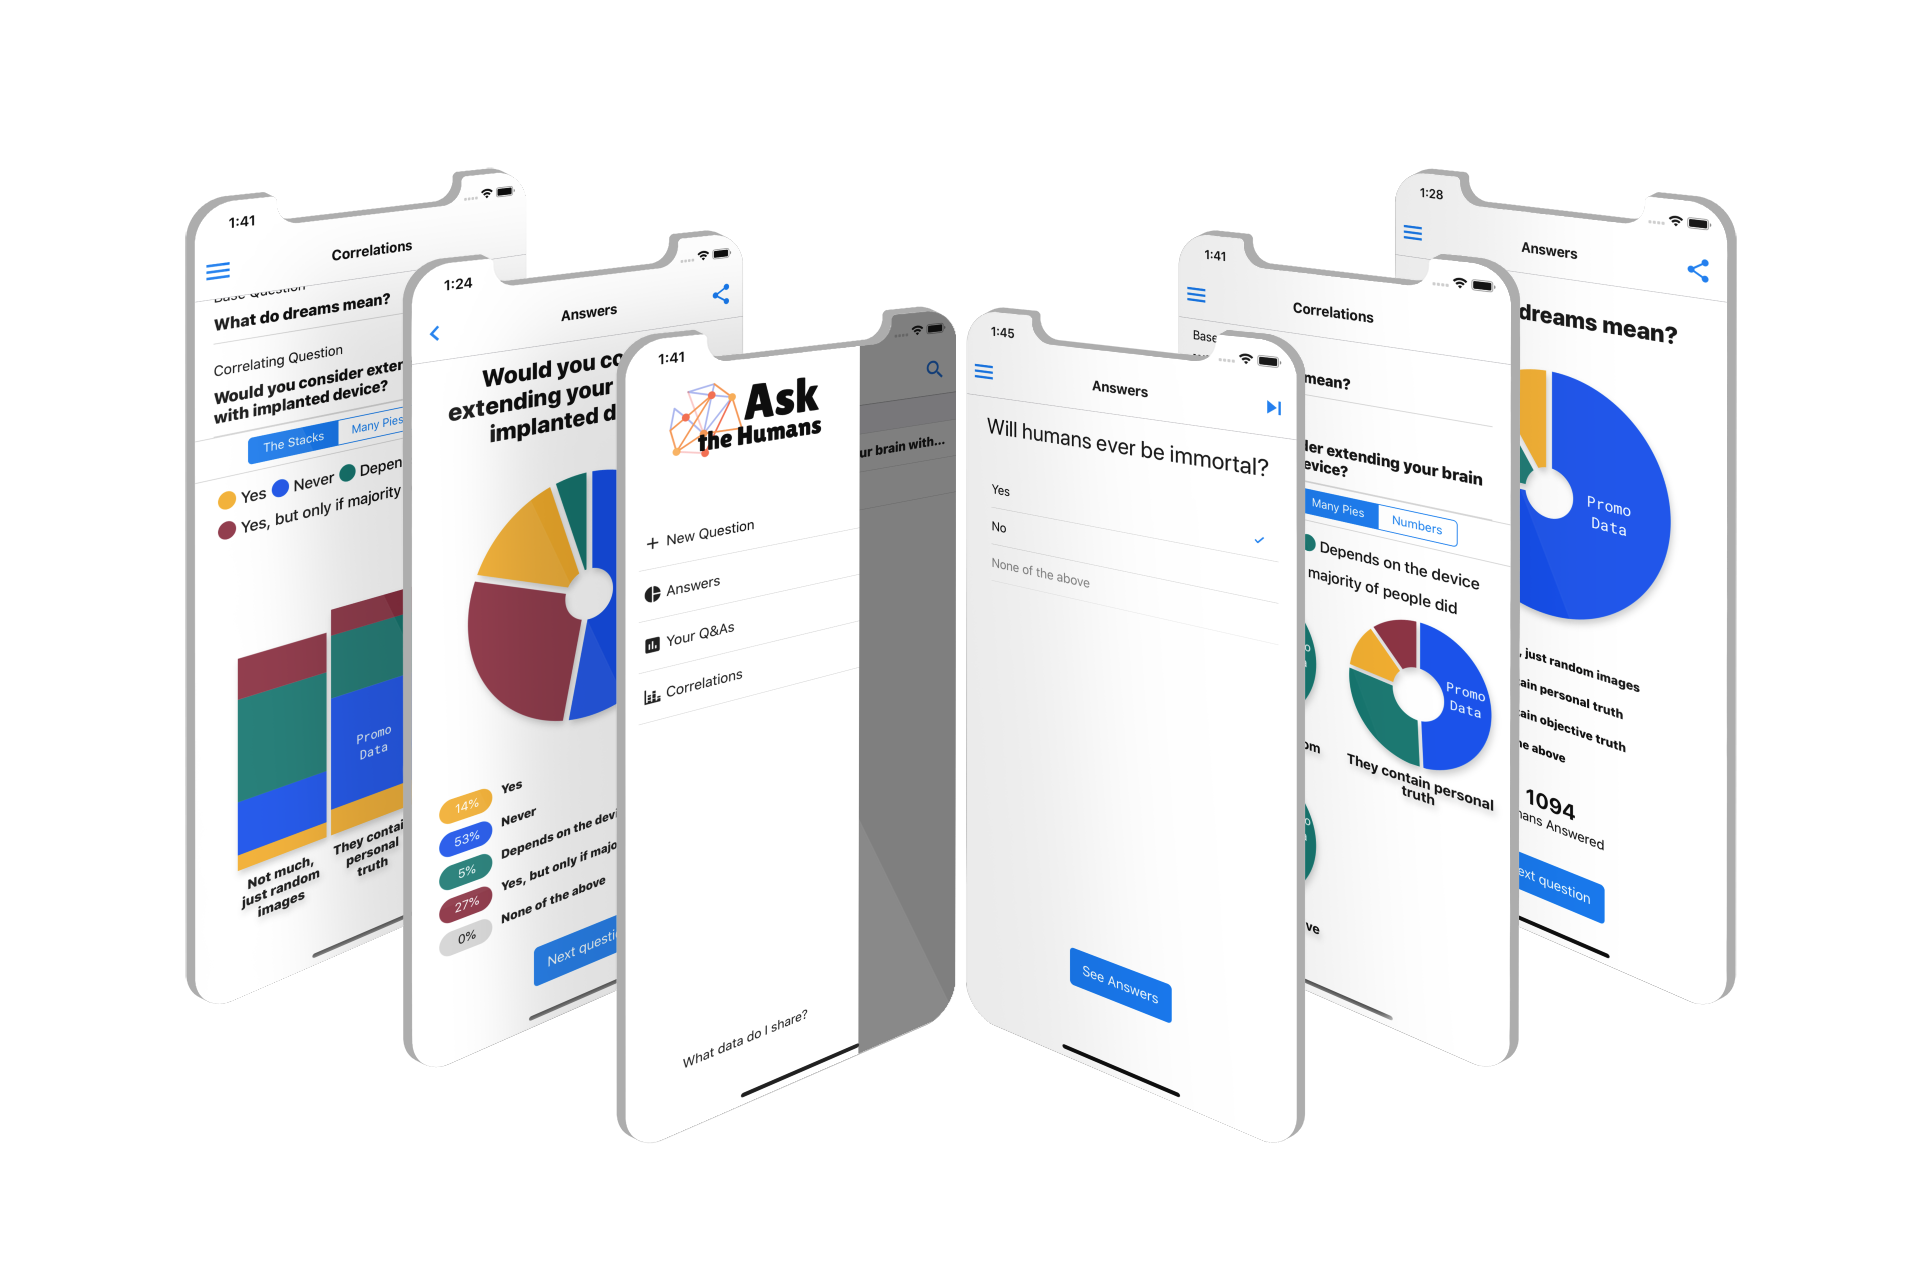 1:41
Correlations
Base Question
What do dreams mean?
Correlating Question
Would you consider exten
with implanted device?
The Stacks
Many Pies
Yes
Never
Depen
Yes, but only if majority
Promo
Data
Not much,
just random
images
They contai
personal
truth
1:24
Answers
Would you co
extending your
implanted d
14%
Yes
53%
Never
5%
Depends on the devi
27%
Yes, but only if majo
0%
None of the above
Next questi
1:41
Ask
the Humans
ur brain with...
New Question
Answers
Your Q&As
Correlations
What data do I share?
1:45
Answers
Will humans ever be immortal?
Yes
No
None of the above
See Answers
1:41
Correlations
Base
mean?
der extending your brain
evice?
Many Pies
Numbers
Depends on the device
majority of people did
Promo
Data
om
They contain personal
truth
ve
1:28
Answers
dreams mean?
Promo
Data
, just random images
ain personal truth
ain objective truth
he above
1094
mans Answered
ext question